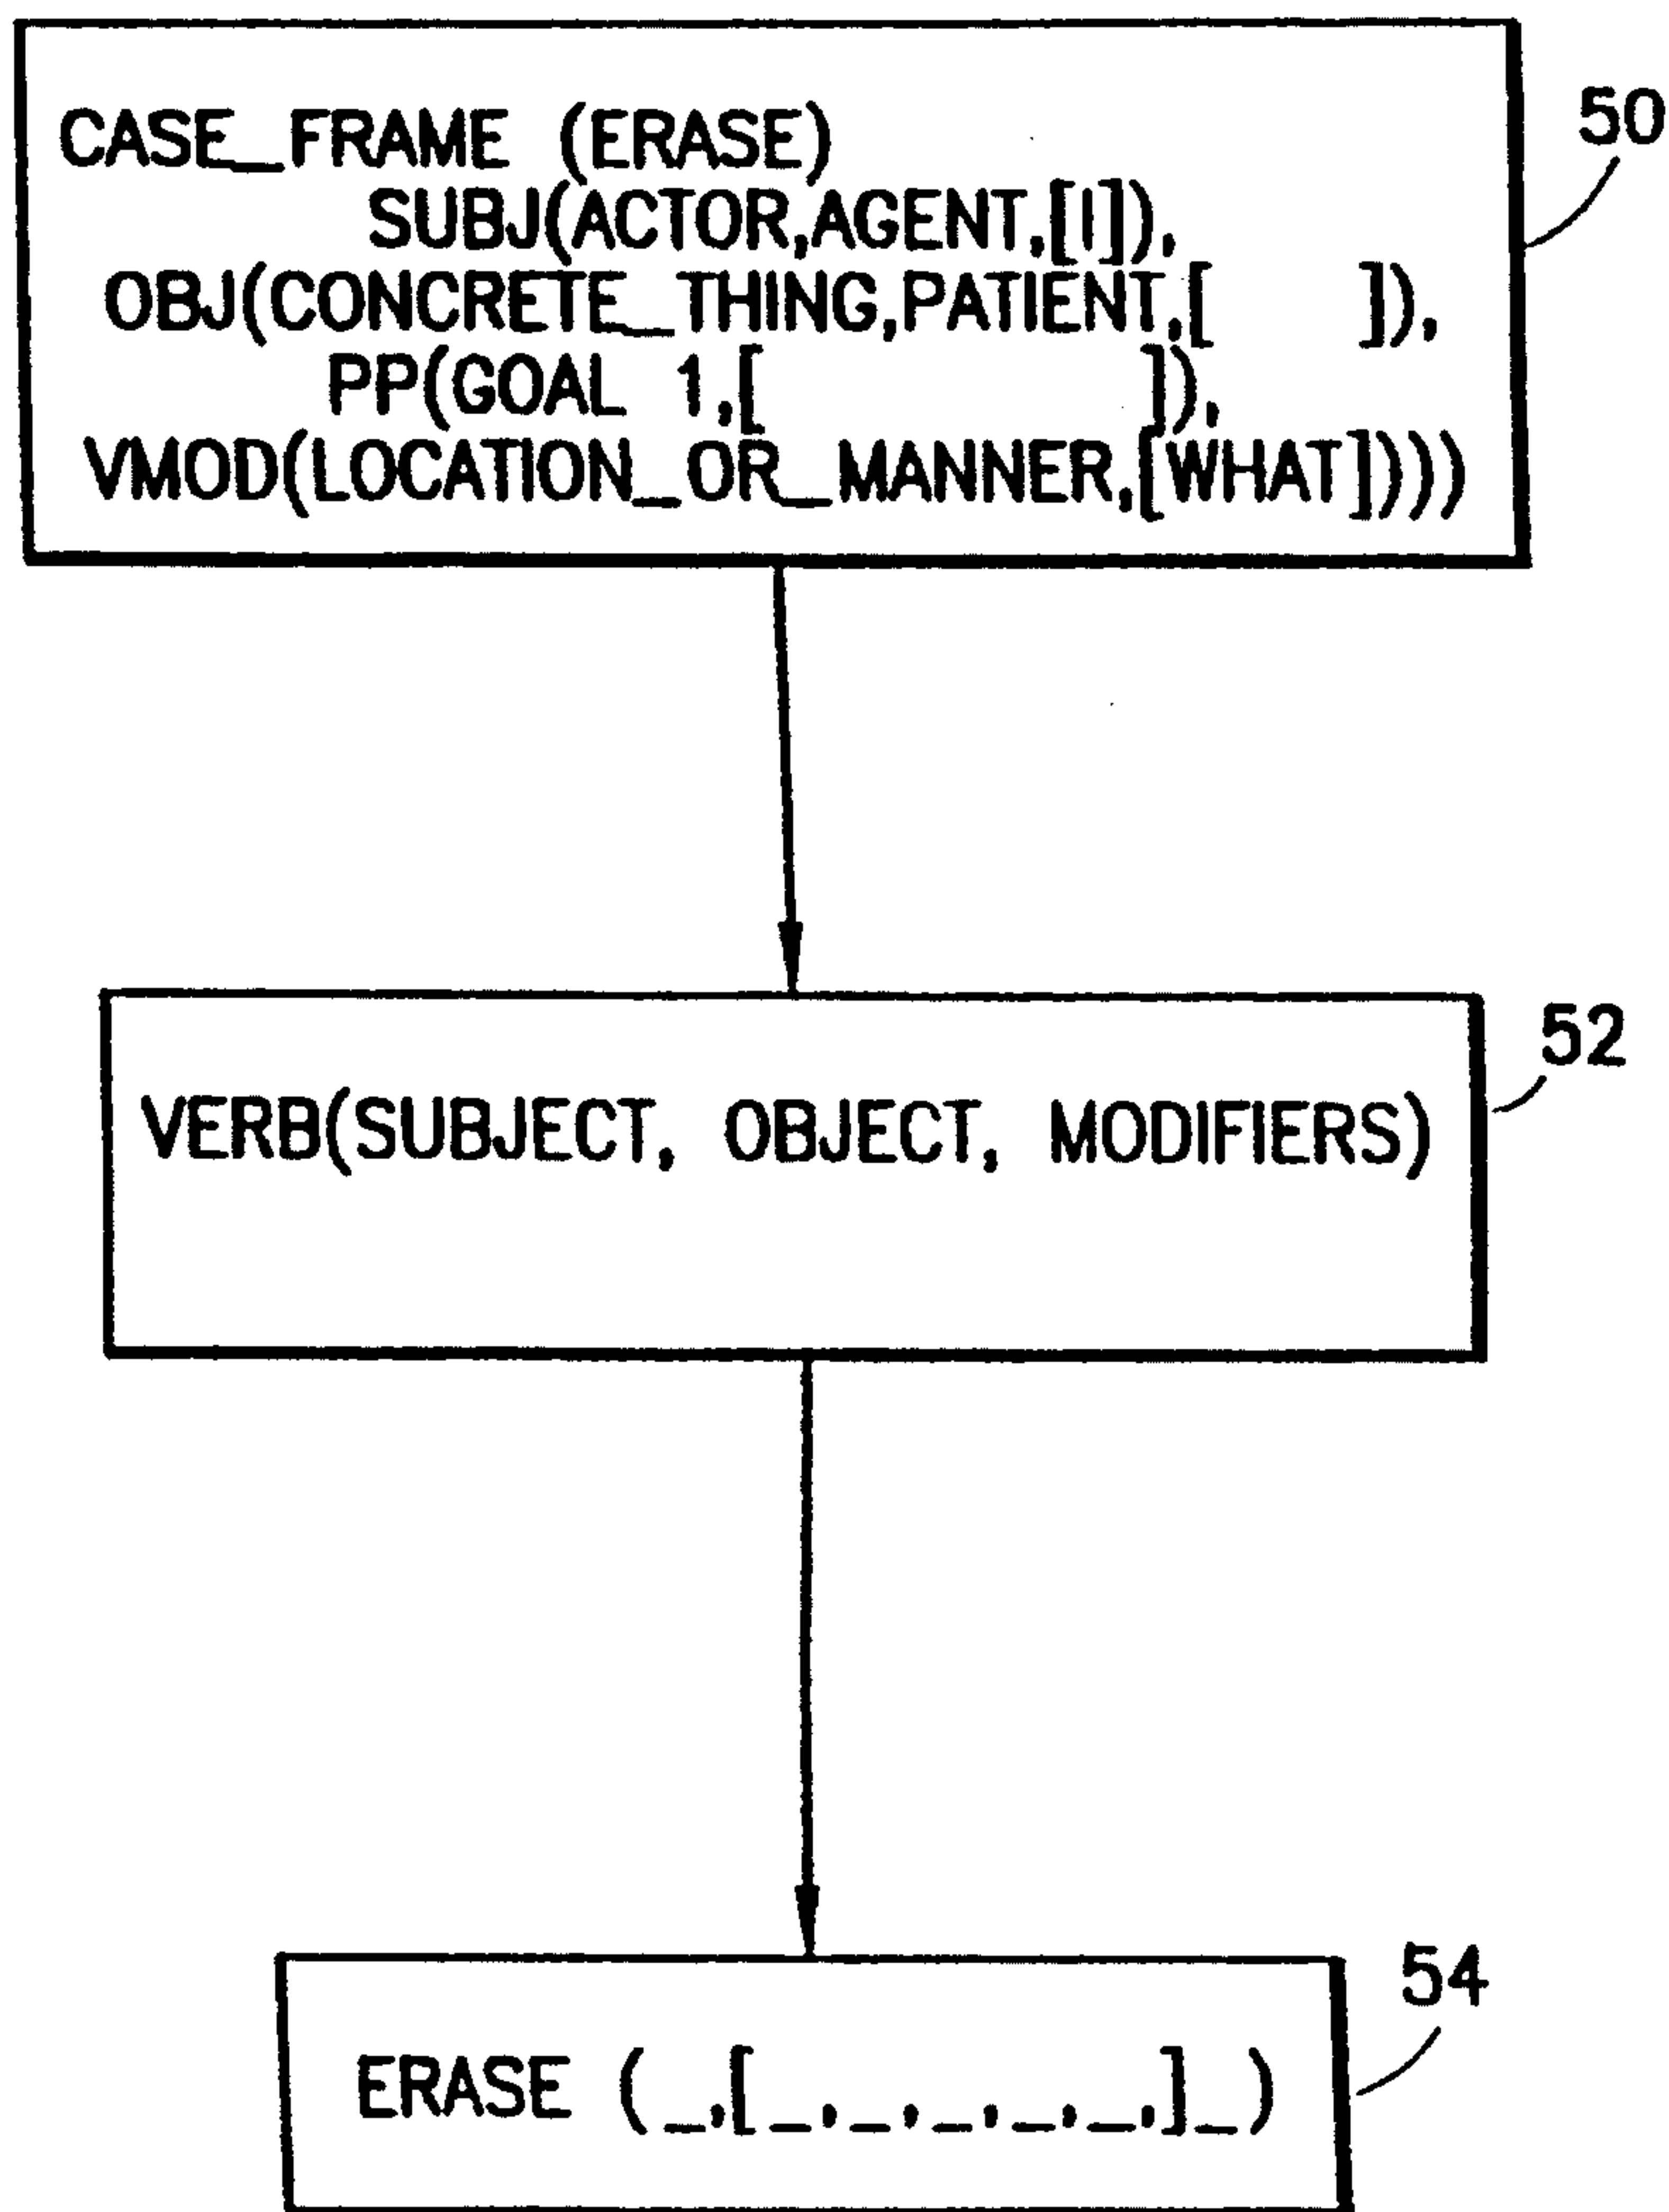 CASE_FRAME (ERASE)
SUBJ(ACTOR,AGENT,[I]),
OBJ(CONCRETE_THING,PATIENT,[ ]),
PP(GOAL 1,[ ]),
VMOD(LOCATION_OR_MANNER,[WHAT])))
50
VERB(SUBJECT, OBJECT, MODIFIERS)
52
ERASE (_,[_,_,_,_,_,]_)
54